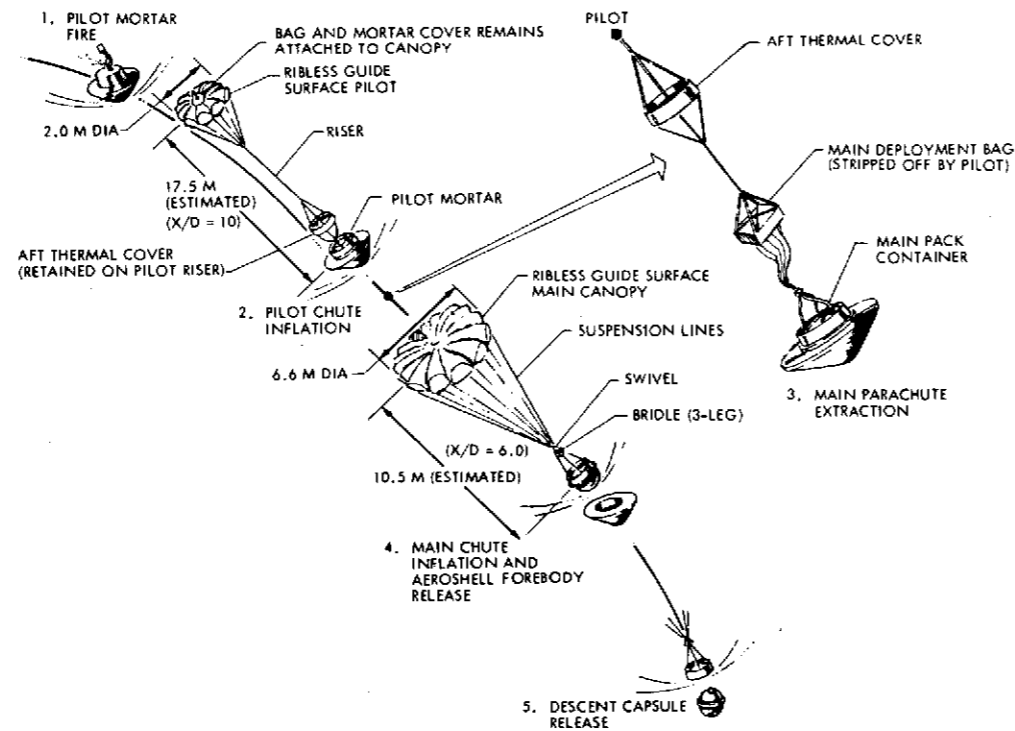 1. PILOT MORTAR
FIRE
BAG AND MORTAR COVER REMAINS
ATTACHED TO CANOPY
RIBLESS GUIDE
SURFACE PILOT
2.0 M DIA
RISER
17.5 M
(ESTIMATED)
(X/D = 10)
PILOT MORTAR
AFT THERMAL COVER
(RETAINED ON PILOT RISER)
2. PILOT CHUTE
INFLATION
PILOT
AFT THERMAL COVER
MAIN DEPLOYMENT BAG
(STRIPPED OFF BY PILOT)
MAIN PACK
CONTAINER
3. MAIN PARACHUTE
EXTRACTION
RIBLESS GUIDE SURFACE
MAIN CANOPY
SUSPENSION LINES
6.6 M DIA
SWIVEL
BRIDLE (3-LEG)
(X/D = 6.0)
10.5 M (ESTIMATED)
4. MAIN CHUTE
INFLATION AND
AEROSHELL FOREBODY
RELEASE
5. DESCENT CAPSULE
RELEASE